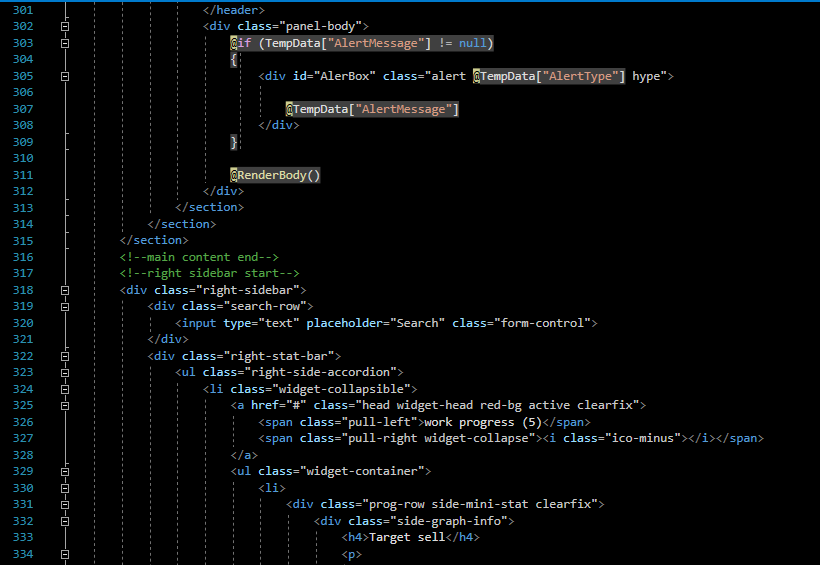 301 </header>
302 <div class="panel-body">
303 @if (TempData["AlertMessage"] != null)
304 {
305 <div id="AlerBox" class="alert @TempData["AlertType"] hype">
306
307 @TempData["AlertMessage"]
308 </div>
309 }
310
311 @RenderBody()
312 </div>
313 </section>
314 </section>
315 </section>
316 <!--main content end-->
317 <!--right sidebar start-->
318 <div class="right-sidebar">
319 <div class="search-row">
320 <input type="text" placeholder="Search" class="form-control">
321 </div>
322 <div class="right-stat-bar">
323 <ul class="right-side-accordion">
324 <li class="widget-collapsible">
325 <a href="#" class="head widget-head red-bg active clearfix">
326 <span class="pull-left">work progress (5)</span>
327 <span class="pull-right widget-collapse"><i class="ico-minus"></i></span>
328 </a>
329 <ul class="widget-container">
330 <li>
331 <div class="prog-row side-mini-stat clearfix">
332 <div class="side-graph-info">
333 <h4>Target sell</h4>
334 <p>